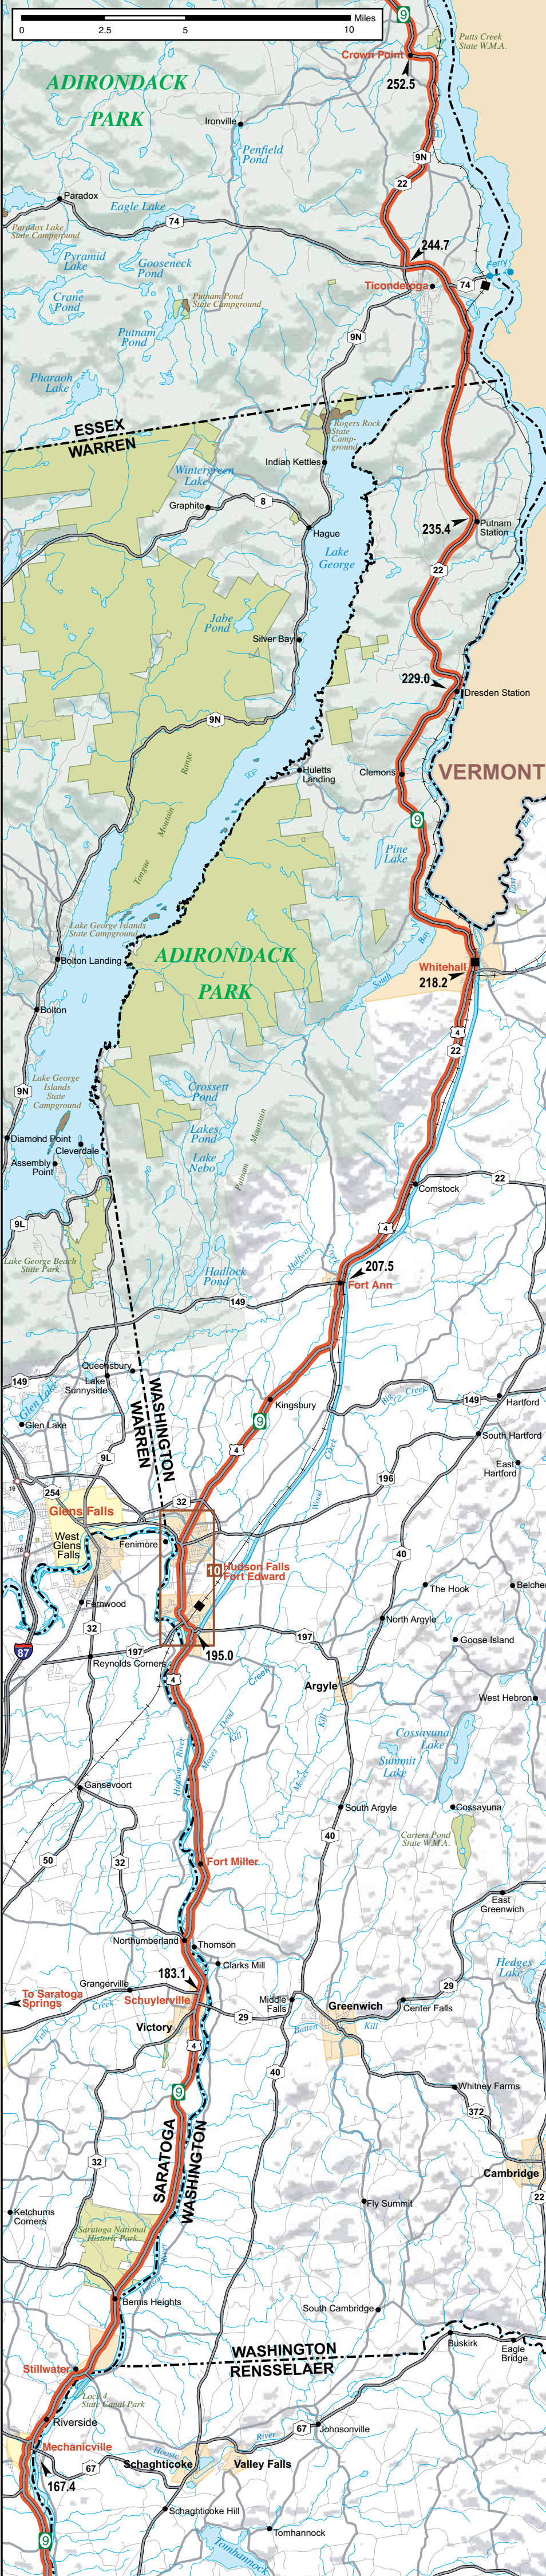 Miles
0
2.5
5
10
9
Putts Creek
State W.M.A.
Crown Point
252.5
ADIRONDACK
PARK
Ironville
Penfield
Pond
9N
22
Paradox
Eagle Lake
74
Paradox Lake
State Campground
244.7
Pyramid
Lake
Gooseneck
Pond
Ferry
Ticonderoga
74
Crane
Pond
Putnam Pond
State Campground
Putnam
Pond
9N
Pharaoh
Lake
ESSEX
WARREN
Rogers Rock
State
Camp-
ground
Indian Kettles
Wintergreen
Lake
8
Graphite
235.4
Putnam
Station
Hague
Lake
George
22
Jabe
Pond
Silver Bay
229.0
Dresden Station
9N
Tongue
Moutain
Range
Huletts
Landing
Clemons
VERMONT
9
Pine
Lake
East
Bay
Lake George Islands
State Campground
South
Bay
ADIRONDACK
PARK
Bolton Landing
Whitehall
218.2
Bolton
4
22
9N
Lake George
Islands
State
Campground
Crossett
Pond
Lakes
Pond
Lake
Nebo
Putnam
Mountain
Diamond Point
Cleverdale
Assembly
Point
22
Comstock
9L
4
Lake George Beach
State Park
Halfway
Creek
Hadlock
Pond
207.5
Fort Ann
149
Queensbury
Lake
Sunnyside
149
Glen Lake
Glen Lake
WASHINGTON
WARREN
Big Creek
149
Hartford
Kingsbury
9
South Hartford
4
9L
Wood
Creek
East
Hartford
196
19
254
32
Glens Falls
West
Glens
Falls
Fenimore
18
40
10
Hudson Falls
Fort Edward
The Hook
Belcher
Fernwood
North Argyle
32
Goose Island
87
197
197
195.0
Reynolds Corners
Argyle
4
Creek
West Hebron
Dead
Moses
Kill
Hudson
River
Moses
Kill
Cossayuna
Lake
Summit
Lake
Gansevoort
South Argyle
Cossayuna
40
Carters Pond
State W.M.A.
50
32
Fort Miller
East
Greenwich
Northumberland
Thomson
Clarks Mill
183.1
Hedges
Lake
Grangerville
29
To Saratoga
Springs
Schuylerville
Middle
Falls
Greenwich
Center Falls
Fish
Creek
29
Victory
Batten
Kill
4
40
9
Whitney Farms
372
SARATOGA
WASHINGTON
32
Cambridge
22
Fly Summit
Ketchums
Corners
Saratoga National
Historic Park
Hudson
River
Bemis Heights
South Cambridge
WASHINGTON
RENSSELAER
Buskirk
Eagle
Bridge
Stillwater
Lock 4
State Canal Park
Riverside
67
Johnsonville
Mechanicville
Hoosic
River
67
Schaghticoke
Valley Falls
167.4
Schaghticoke Hill
Tomhannock
9
Tomhannock